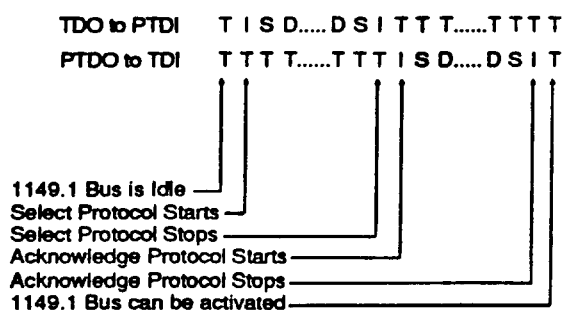 TDO to PTDI T I S D.....D S I T T T......T T T T
PTDO to TDI T T T T......T T T I S D.....D S I T
1149.1 Bus is Idle
Select Protocol Starts
Select Protocol Stops
Acknowledge Protocol Starts
Acknowledge Protocol Stops
1149.1 Bus can be activated